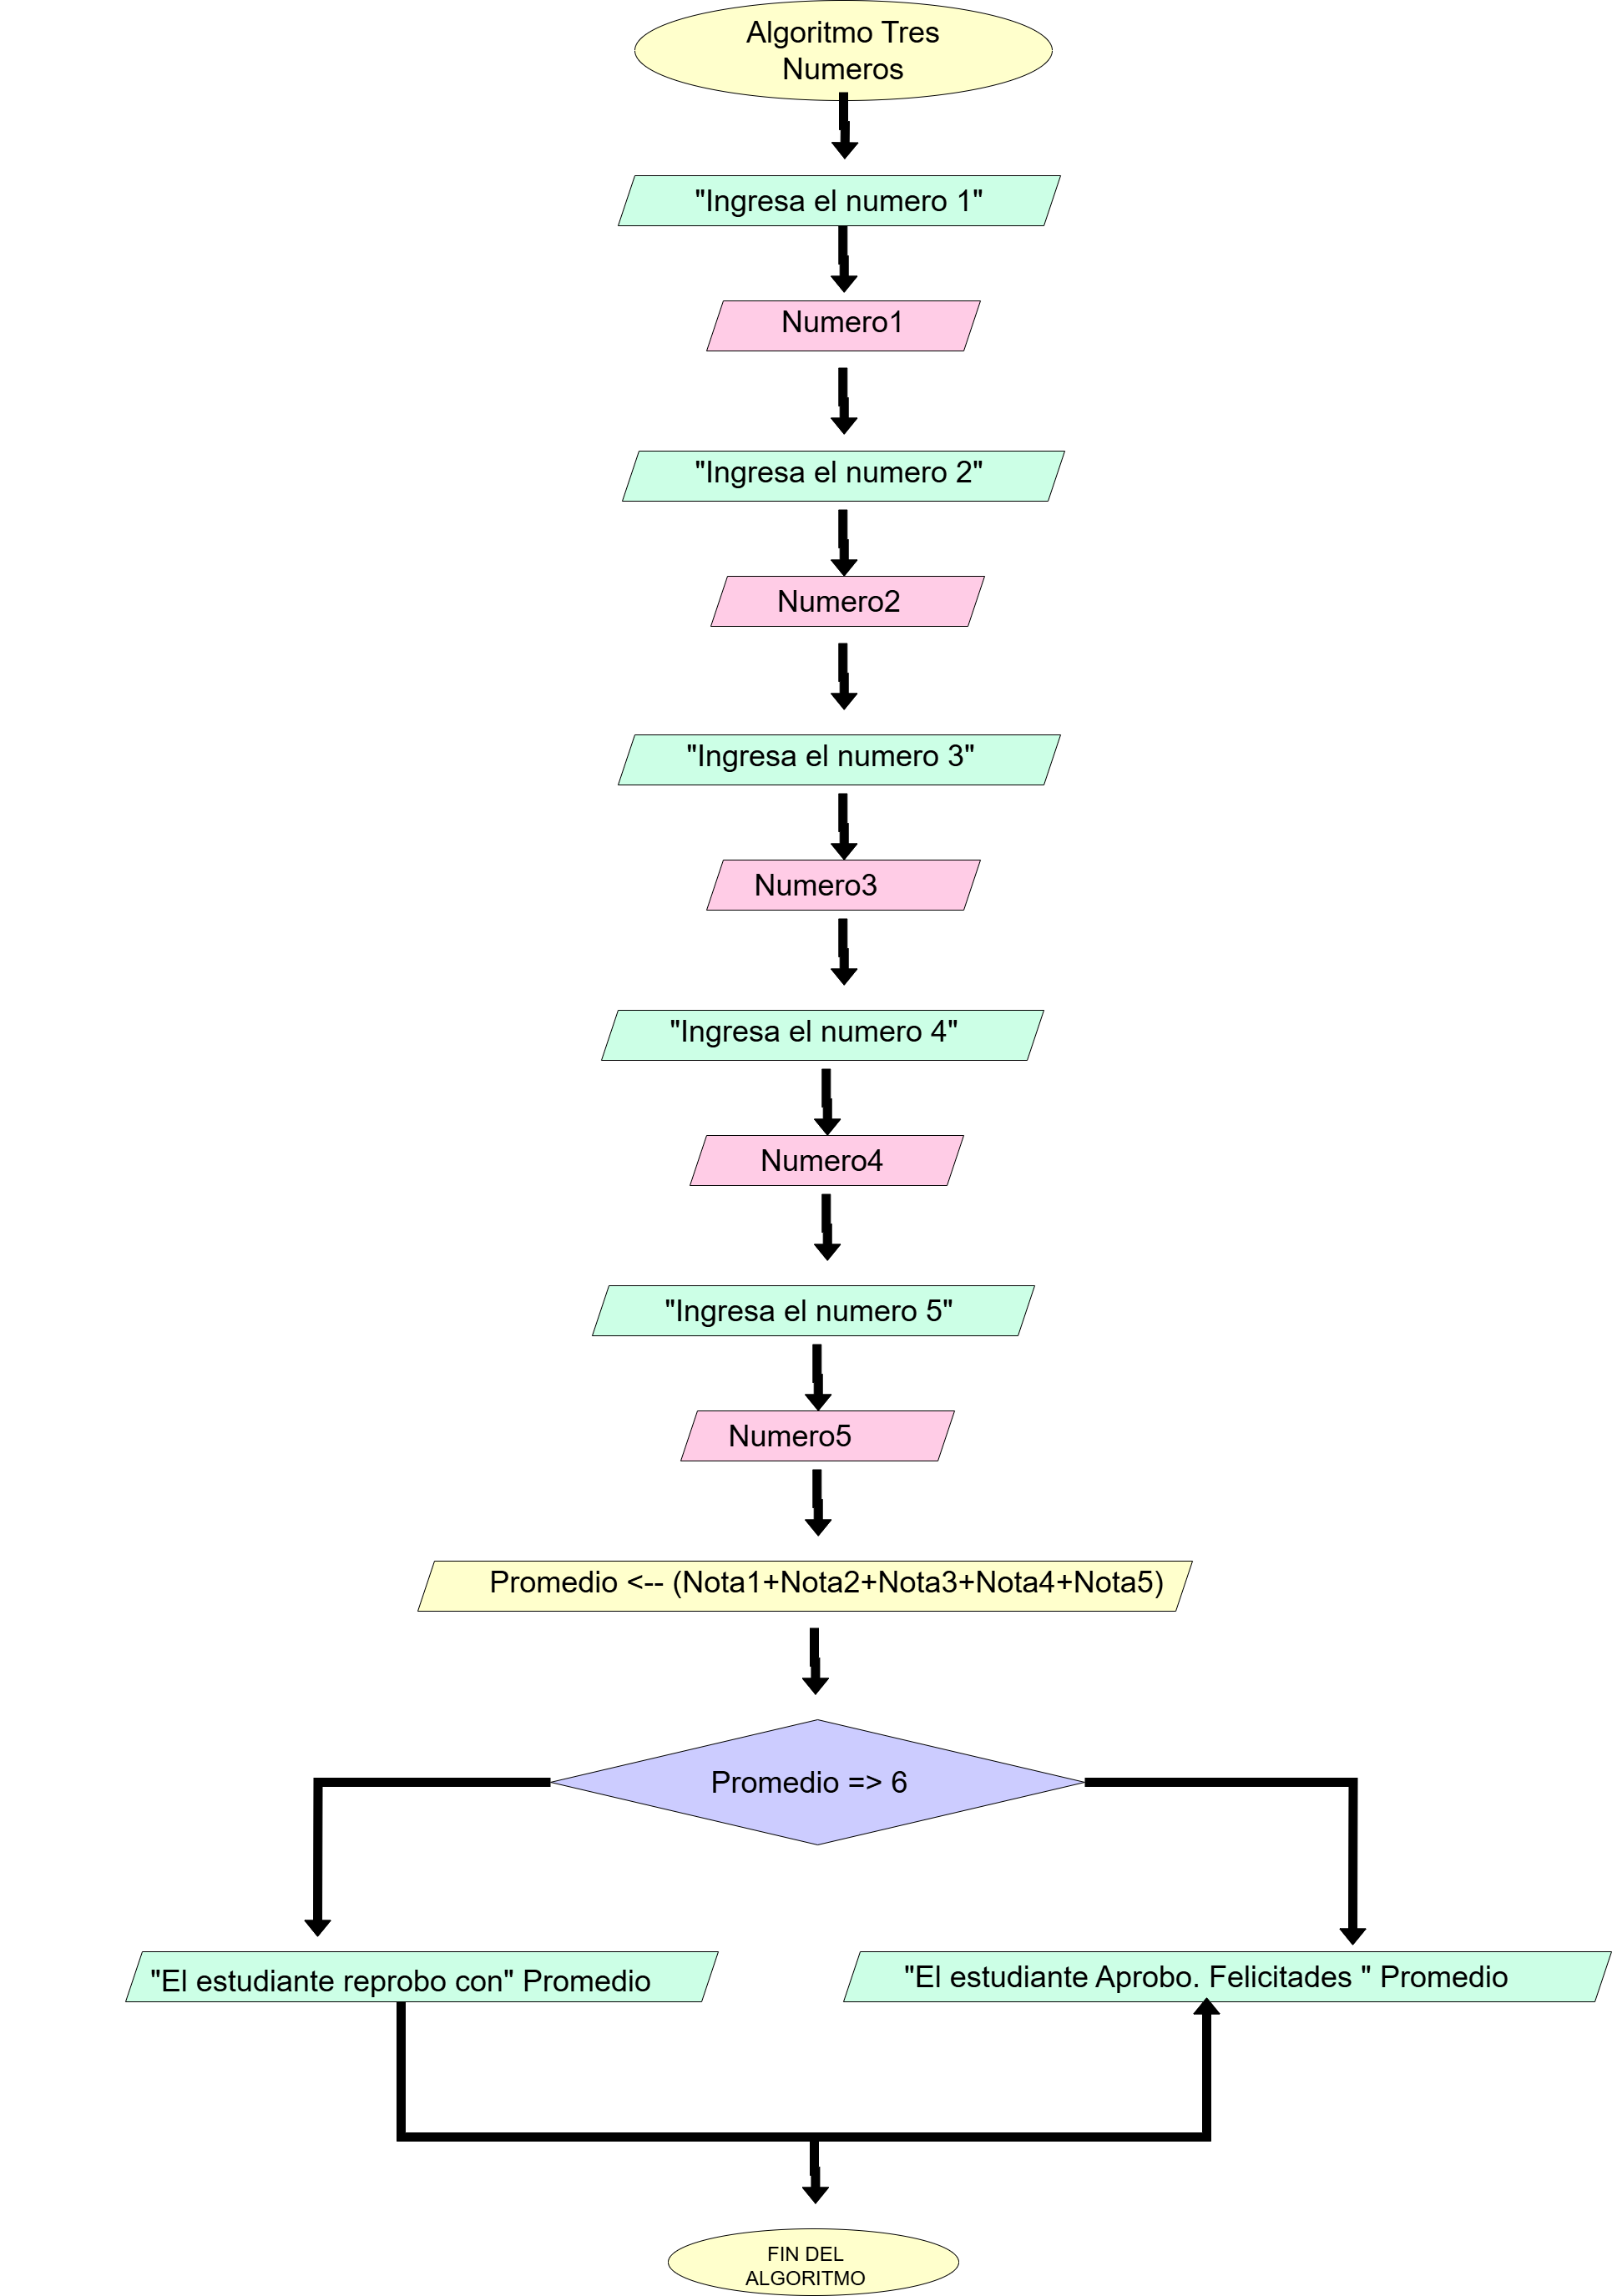 Algoritmo Tres
Numeros
"Ingresa el numero 1"
Numero1
"Ingresa el numero 2"
Numero2
"Ingresa el numero 3"
Numero3
"Ingresa el numero 4"
Numero4
"Ingresa el numero 5"
Numero5
Promedio <-- (Nota1+Nota2+Nota3+Nota4+Nota5)
Promedio => 6
"El estudiante reprobo con" Promedio
"El estudiante Aprobo. Felicitades " Promedio
FIN DEL
ALGORITMO